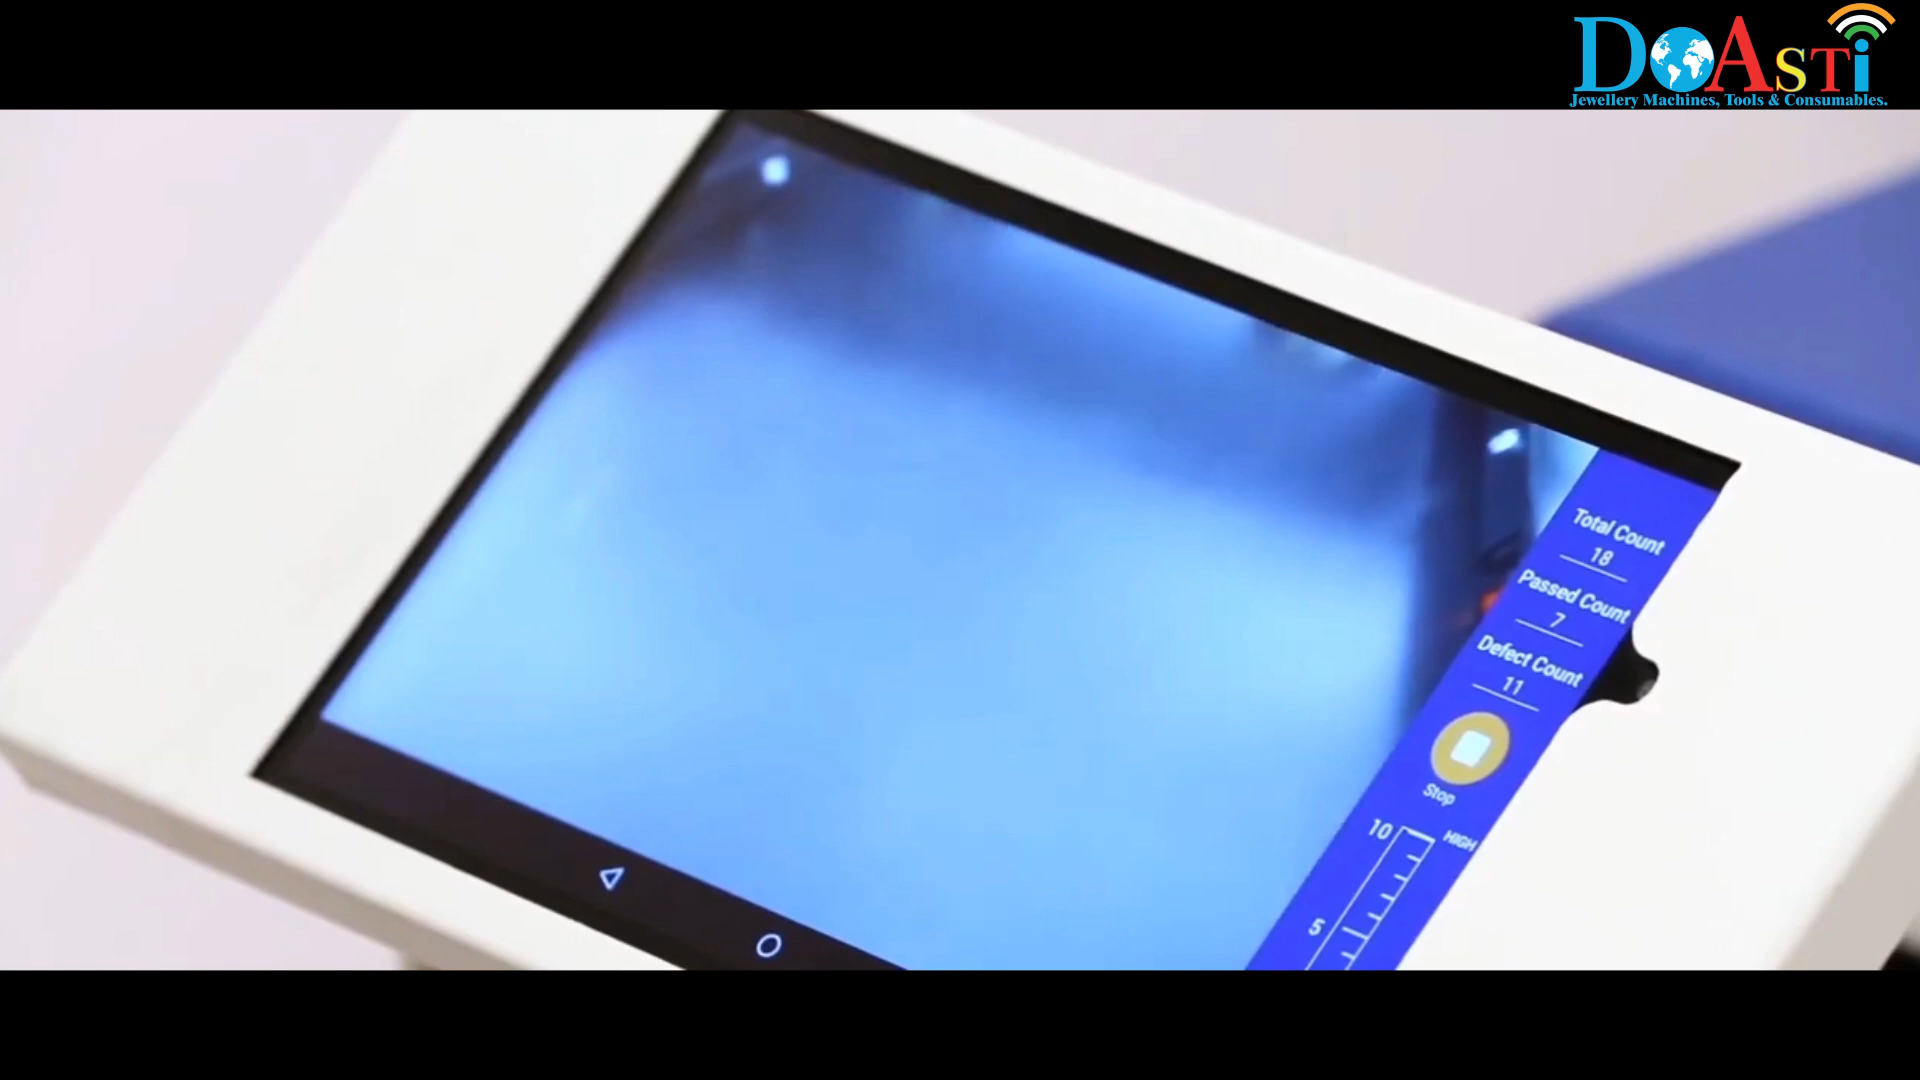 DOASTi
Jewellery Machines, Tools & Consumables.
Total Count
18
Passed Count
7
Defect Count
11
Stop
10
HIGH
5